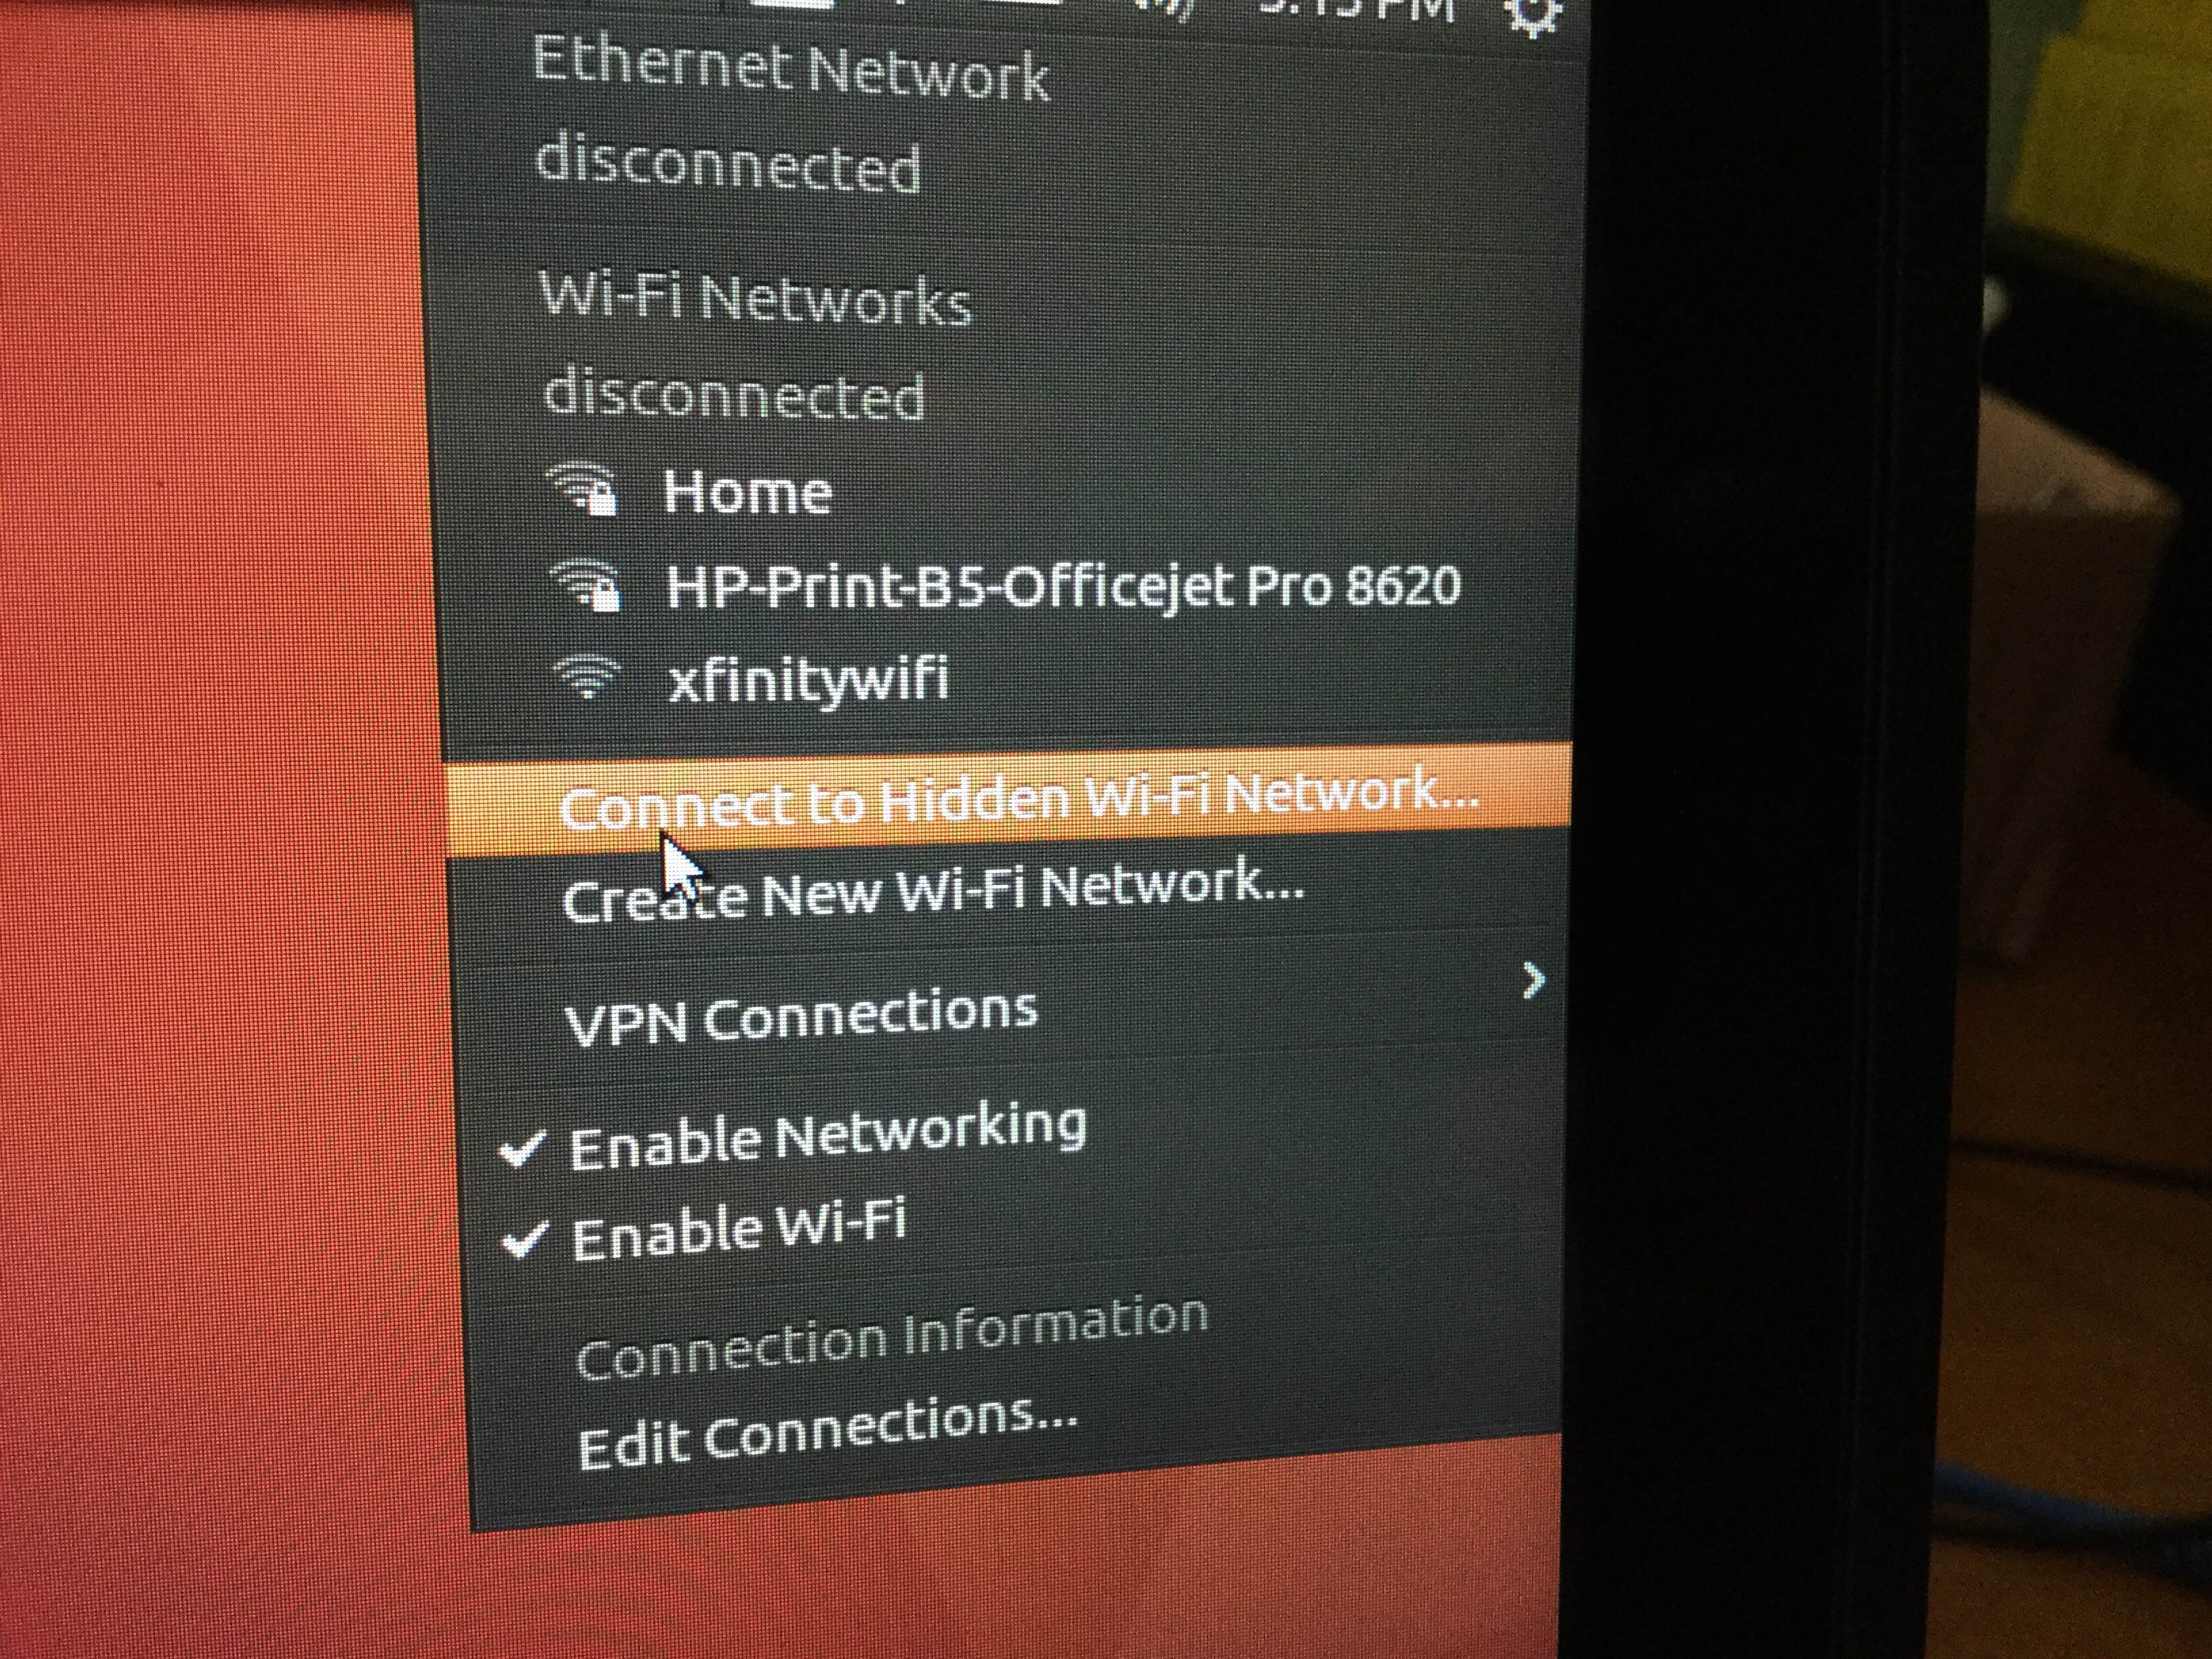 PM
Ethernet Network
disconnected
Wi-Fi Networks
disconnected
Home
HP-Print-B5-Officejet Pro 8620
xfinitywifi
Connect to Hidden Wi-Fi Network...
Create New Wi-Fi Network...
VPN Connections
Enable Networking
Enable Wi-Fi
Connection Information
Edit Connections...